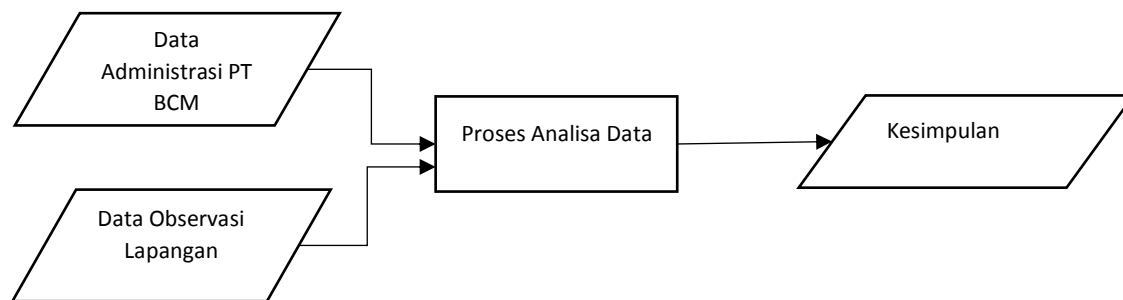 Data
Administrasi PT
BCM
Proses Analisa Data
Kesimpulan
Data Observasi
Lapangan